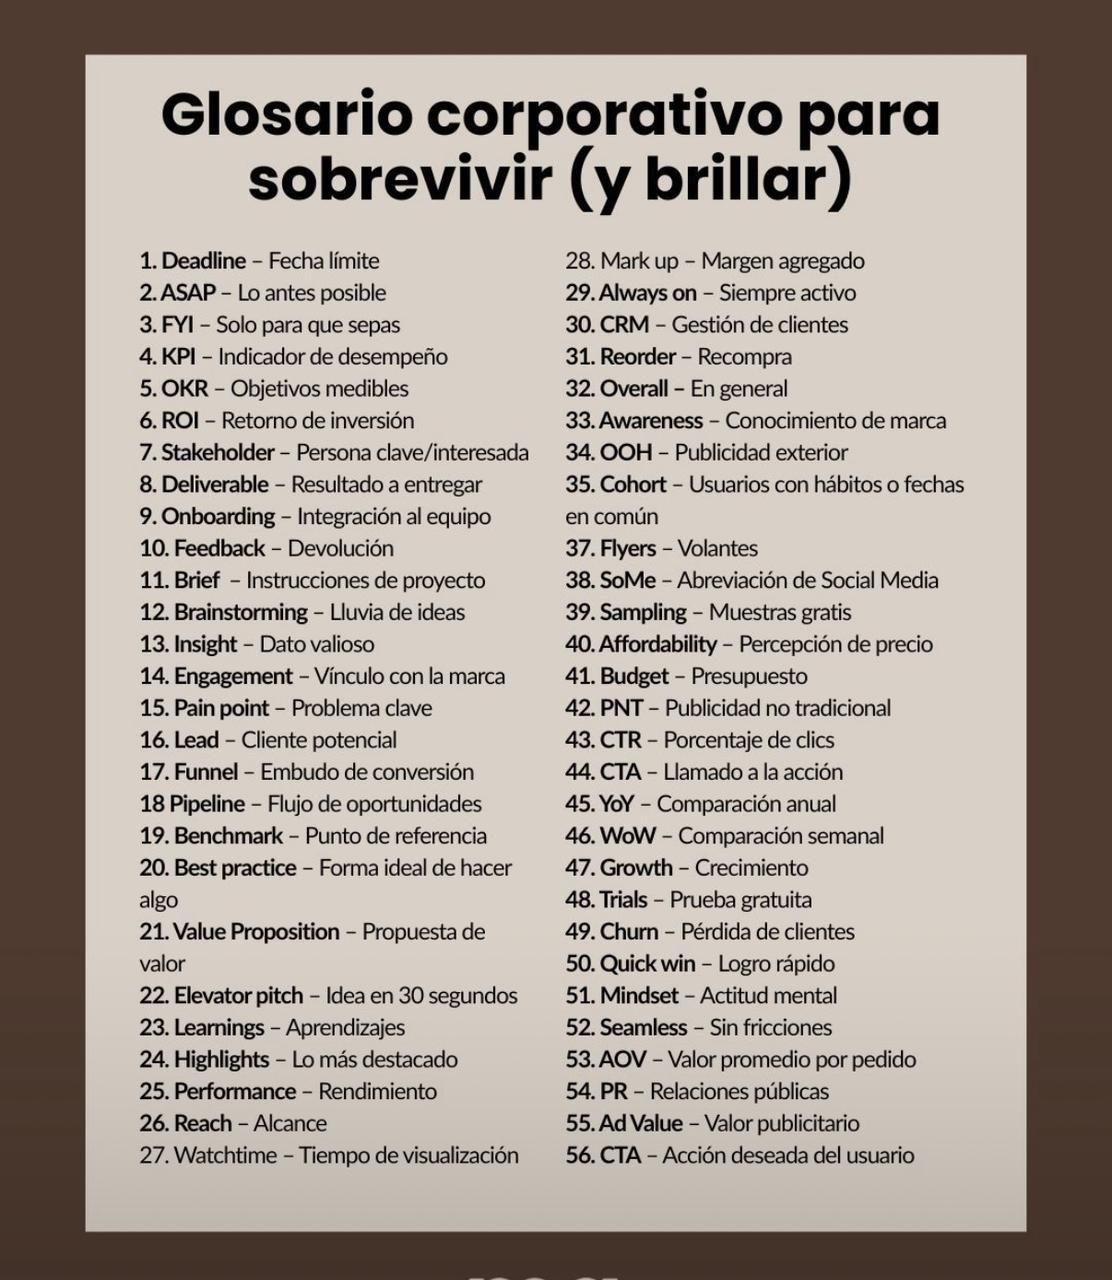 Glosario corporativo para
sobrevivir (y brillar)
1. Deadline – Fecha límite
2. ASAP – Lo antes posible
3. FYI – Solo para que sepas
4. KPI – Indicador de desempeño
5. OKR – Objetivos medibles
6. ROI – Retorno de inversión
7. Stakeholder – Persona clave/interesada
8. Deliverable – Resultado a entregar
9. Onboarding – Integración al equipo
10. Feedback – Devolución
11. Brief – Instrucciones de proyecto
12. Brainstorming – Lluvia de ideas
13. Insight – Dato valioso
14. Engagement – Vínculo con la marca
15. Pain point – Problema clave
16. Lead – Cliente potencial
17. Funnel – Embudo de conversión
18 Pipeline – Flujo de oportunidades
19. Benchmark – Punto de referencia
20. Best practice – Forma ideal de hacer
algo
21. Value Proposition – Propuesta de
valor
22. Elevator pitch – Idea en 30 segundos
23. Learnings – Aprendizajes
24. Highlights – Lo más destacado
25. Performance – Rendimiento
26. Reach – Alcance
27. Watchtime – Tiempo de visualización
28. Mark up – Margen agregado
29. Always on – Siempre activo
30. CRM – Gestión de clientes
31. Reorder – Recompra
32. Overall – En general
33. Awareness – Conocimiento de marca
34. OOH – Publicidad exterior
35. Cohort – Usuarios con hábitos o fechas
en común
37. Flyers – Volantes
38. SoMe – Abreviación de Social Media
39. Sampling – Muestras gratis
40. Affordability – Percepción de precio
41. Budget – Presupuesto
42. PNT – Publicidad no tradicional
43. CTR – Porcentaje de clics
44. CTA – Llamado a la acción
45. YoY – Comparación anual
46. WoW – Comparación semanal
47. Growth – Crecimiento
48. Trials – Prueba gratuita
49. Churn – Pérdida de clientes
50. Quick win – Logro rápido
51. Mindset – Actitud mental
52. Seamless – Sin fricciones
53. AOV – Valor promedio por pedido
54. PR – Relaciones públicas
55. Ad Value – Valor publicitario
56. CTA – Acción deseada del usuario